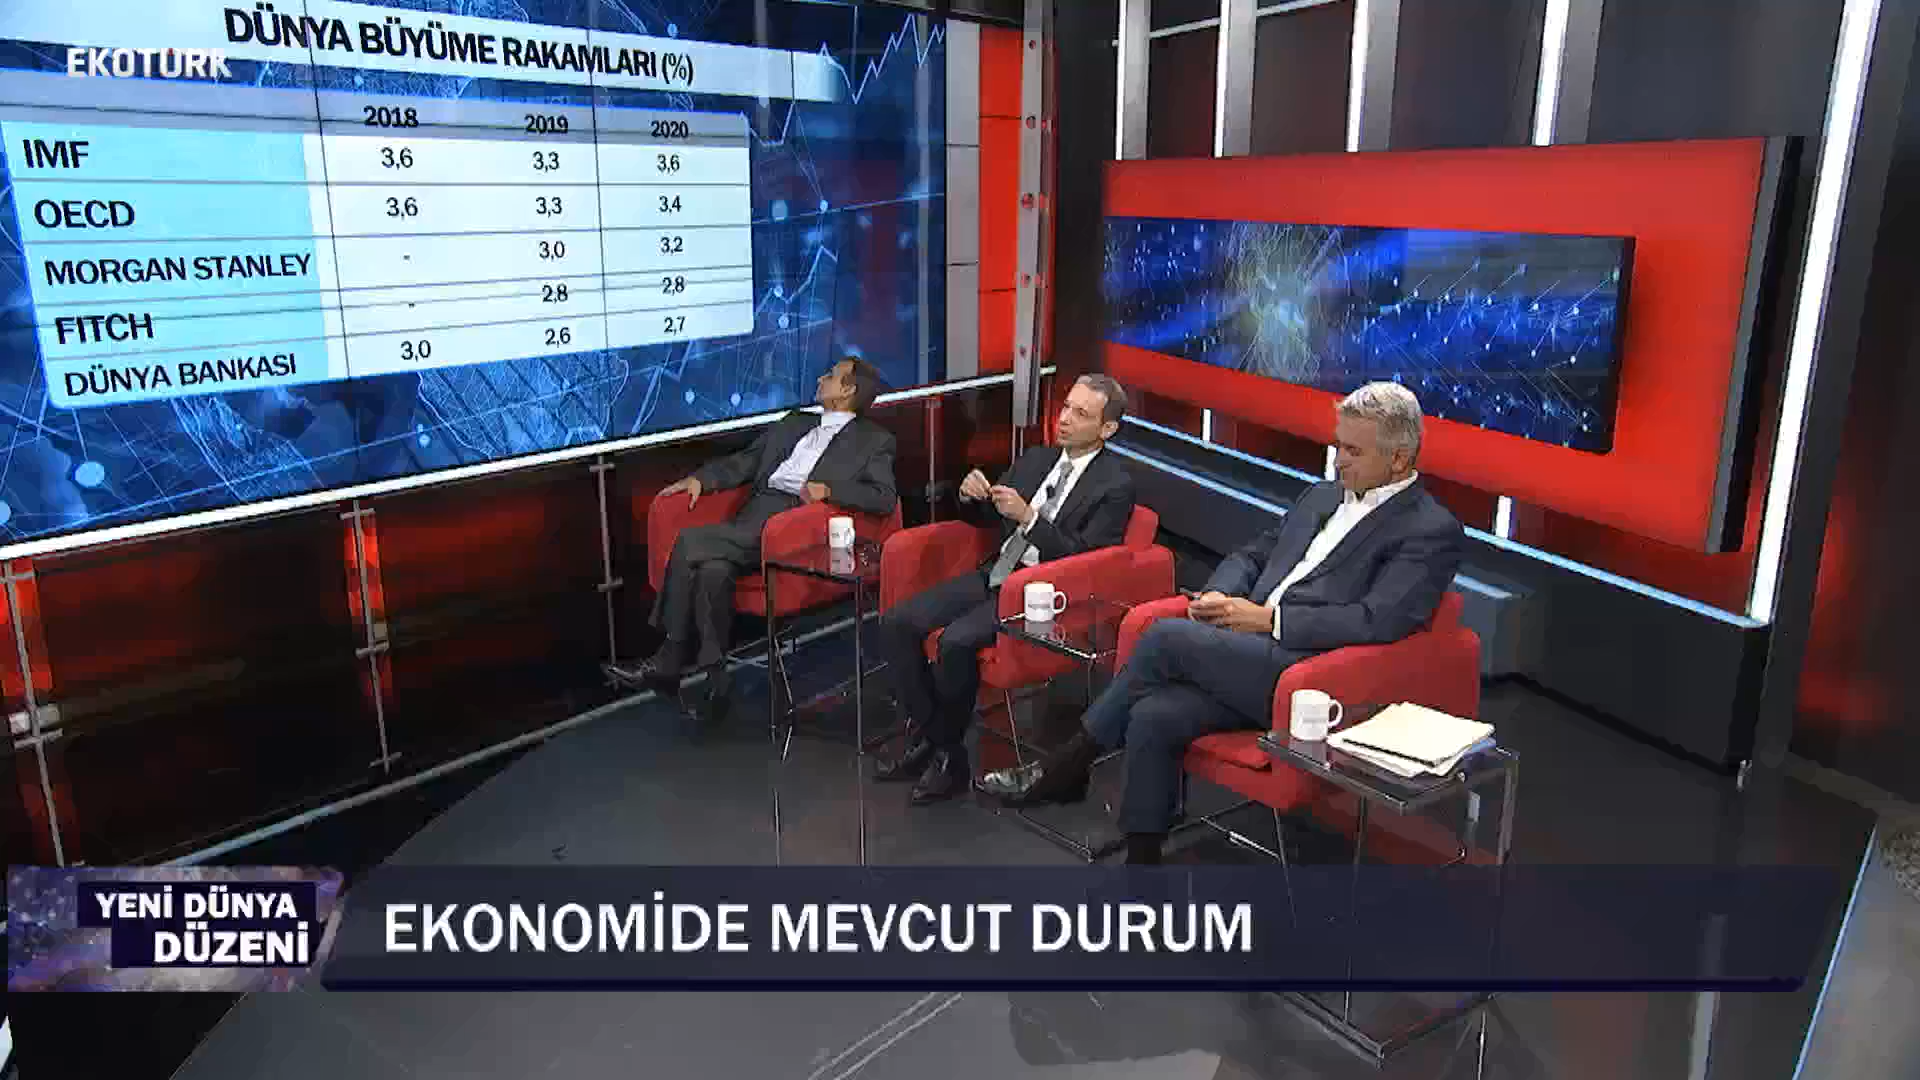 DÜNYA BÜYÜME RAKAMLARI (%)
EKOTÜRK
2018 2019 2020
IMF 3,6 3,3 3,6
OECD 3,6 3,3 3,4
MORGAN STANLEY - 3,0 3,2
FITCH - 2,8 2,8
DÜNYA BANKASI 3,0 2,6 2,7
YENİ DÜNYA
DÜZENİ
EKONOMİDE MEVCUT DURUM